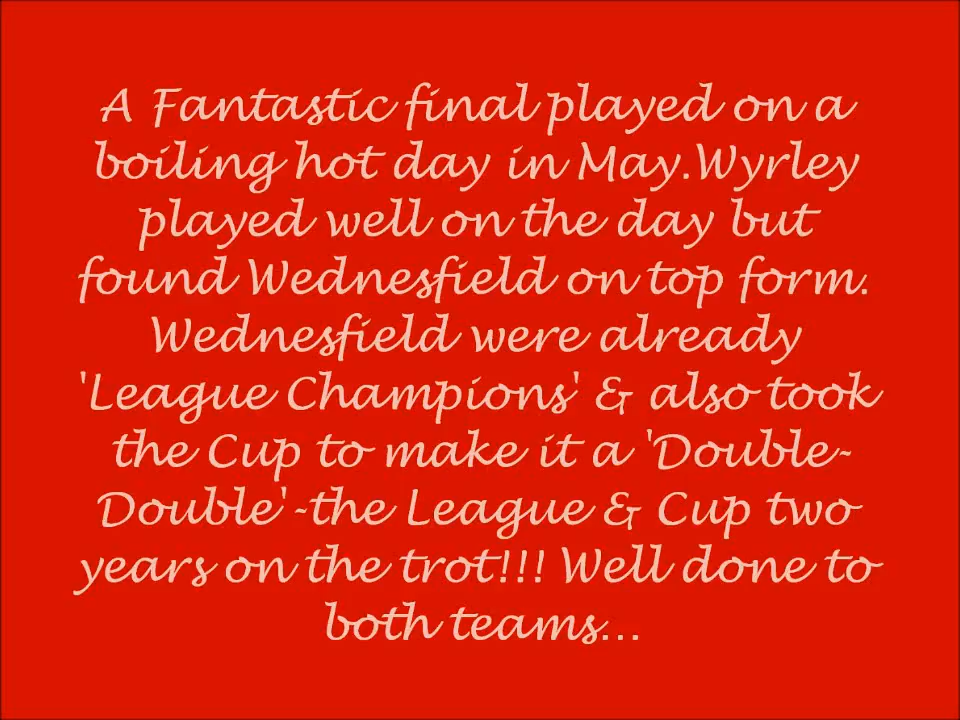 A Fantastic final played on a
boiling hot day in May.Wyrley
played well on the day but
found Wednesfield on top form.
Wednesfield were already
'League Champions' & also took
the Cup to make it a 'Double-
Double'-the League & Cup two
years on the trot!!! Well done to
both teams...